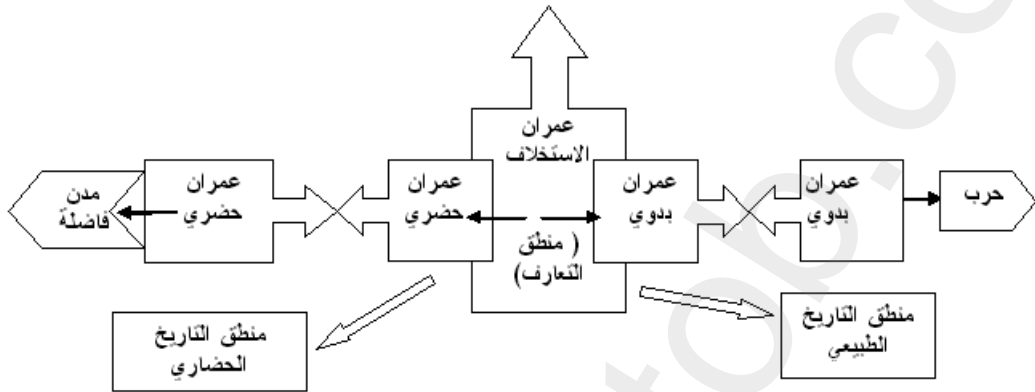 عمران
الاستخلاف
( منطق
التعارف)
عمران
بدوي
عمران
بدوي
حرب
عمران
حضري
عمران
حضري
مدن
فاضلة
منطق التاريخ
الطبيعي
منطق التاريخ
الحضاري